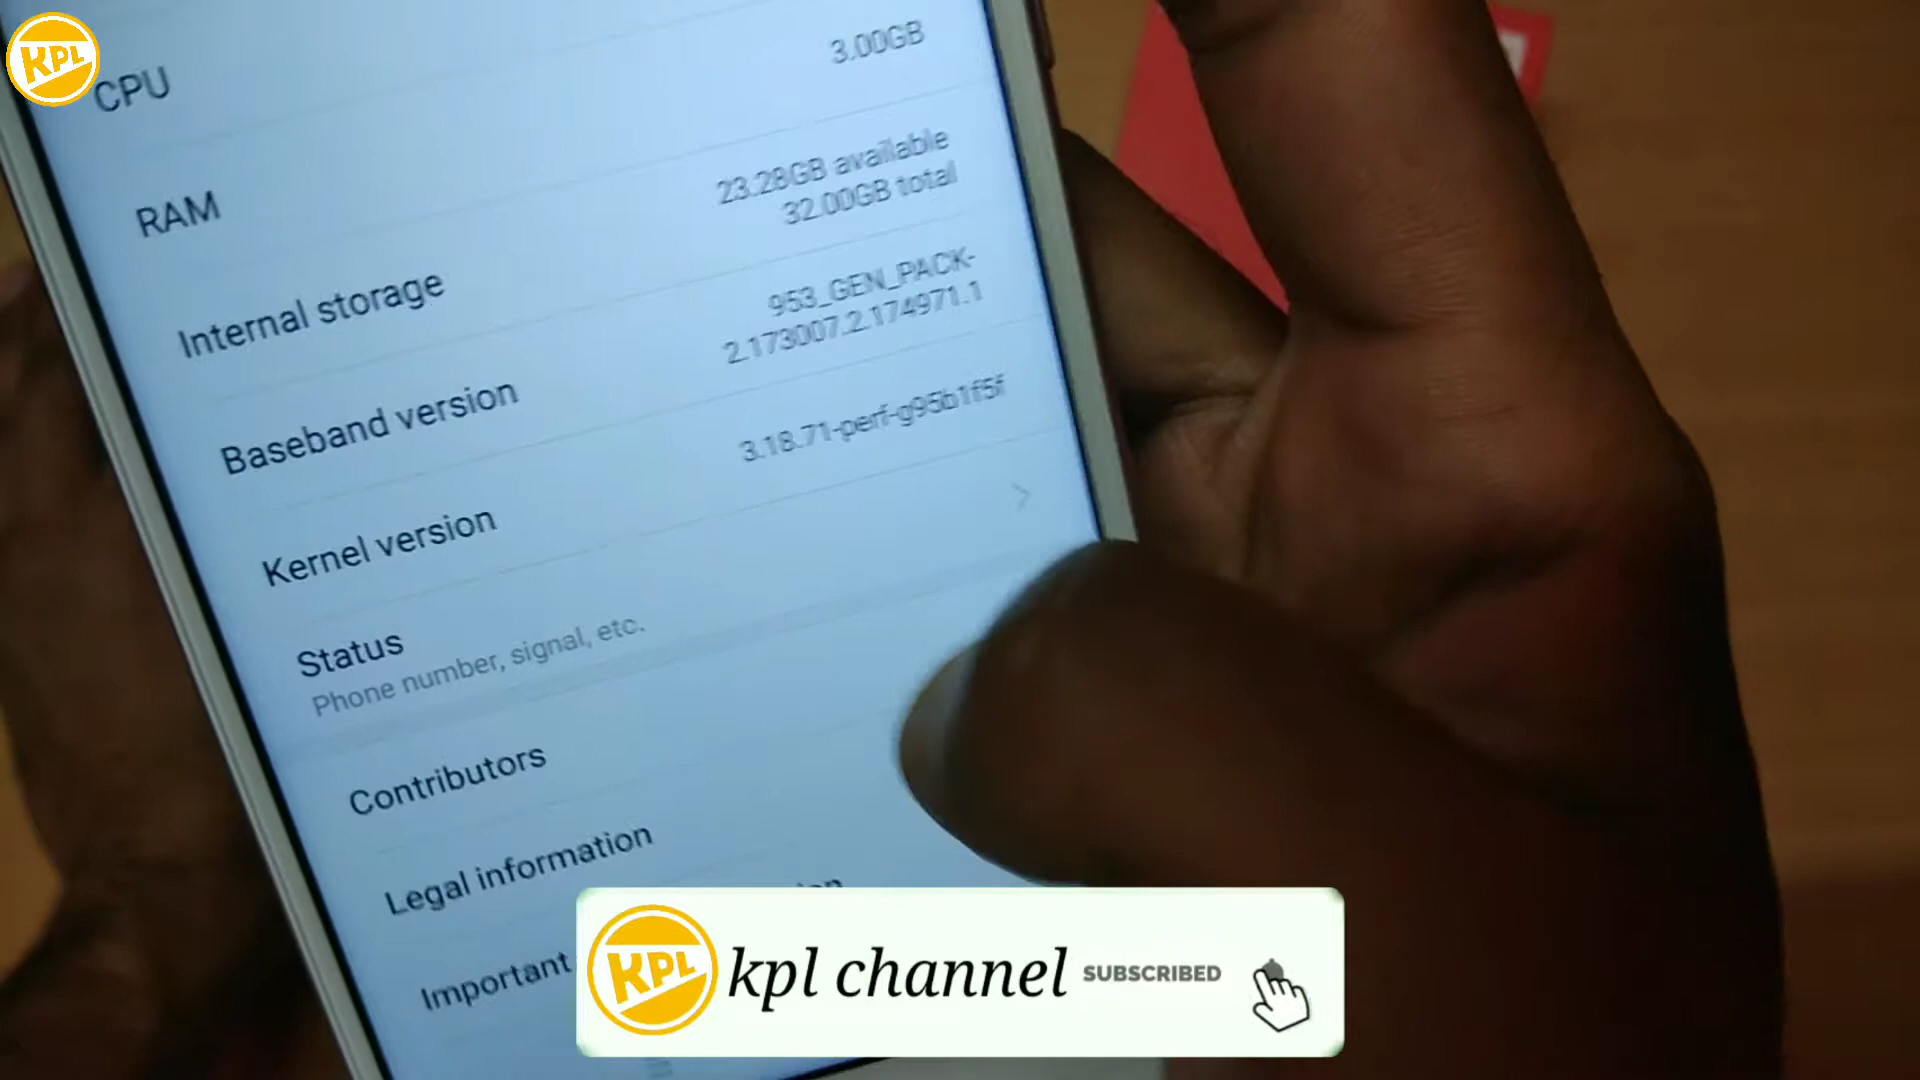 KPL
CPU
3.00GB
RAM
23.28GB available
32.00GB total
Internal storage
953_GEN_PACK-
2.173007.2.174971.1
Baseband version
3.18.71-perf-g95b1f5f
Kernel version
Status
Phone number, signal, etc.
Contributors
Legal information
Important
KPL kpl channel SUBSCRIBED